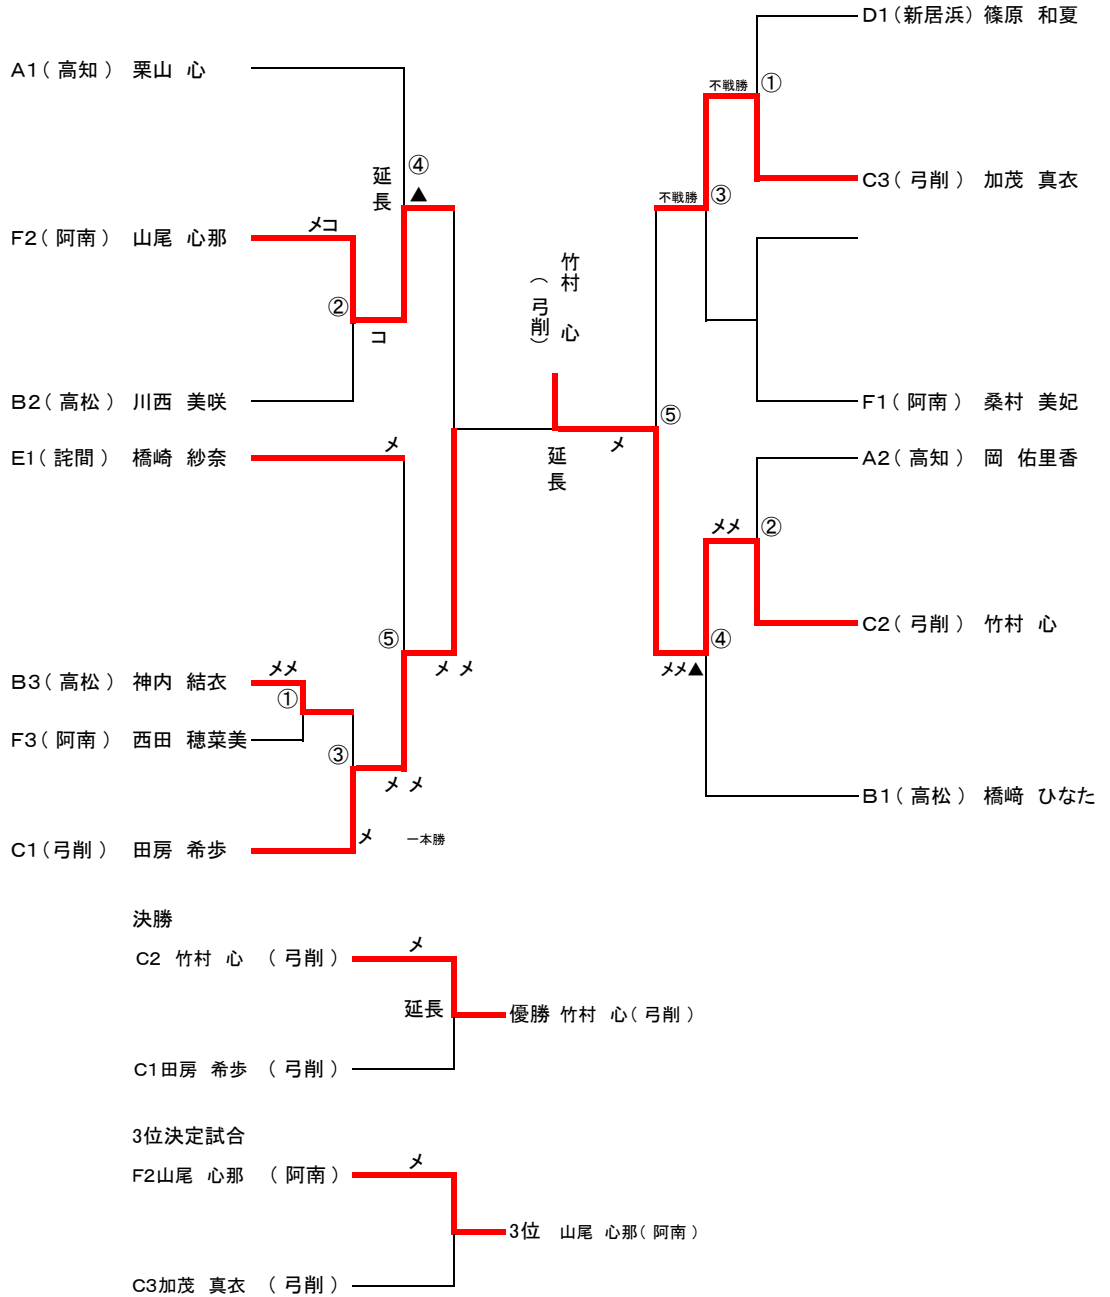 D1(新居浜) 篠原 和夏
A1( 高知 ) 栗山 心
不戦勝 ①
④
延長
▲
C3( 弓削 ) 加茂 真衣
不戦勝 ③
F2( 阿南 ) 山尾 心那
メコ
②
コ
竹村 心
( 弓削)
B2( 高松 ) 川西 美咲
F1( 阿南 ) 桑村 美妃
⑤
メ
延長
E1( 詫間 ) 橋崎 紗奈
メ
A2( 高知 ) 岡 佑里香
メメ ②
C2( 弓削 ) 竹村 心
④
メメ▲
⑤
メ メ
B3( 高松 ) 神内 結衣
メメ
①
F3( 阿南 ) 西田 穂菜美
③
メ メ
B1( 高松 ) 橋﨑 ひなた
C1(弓削 ) 田房 希歩
メ 一本勝
決勝
メ
C2 竹村 心 ( 弓削 )
延長
優勝 竹村 心( 弓削 )
C1田房 希歩 ( 弓削 )
3位決定試合
メ
F2山尾 心那 ( 阿南 )
3位 山尾 心那( 阿南 )
C3加茂 真衣 ( 弓削 )